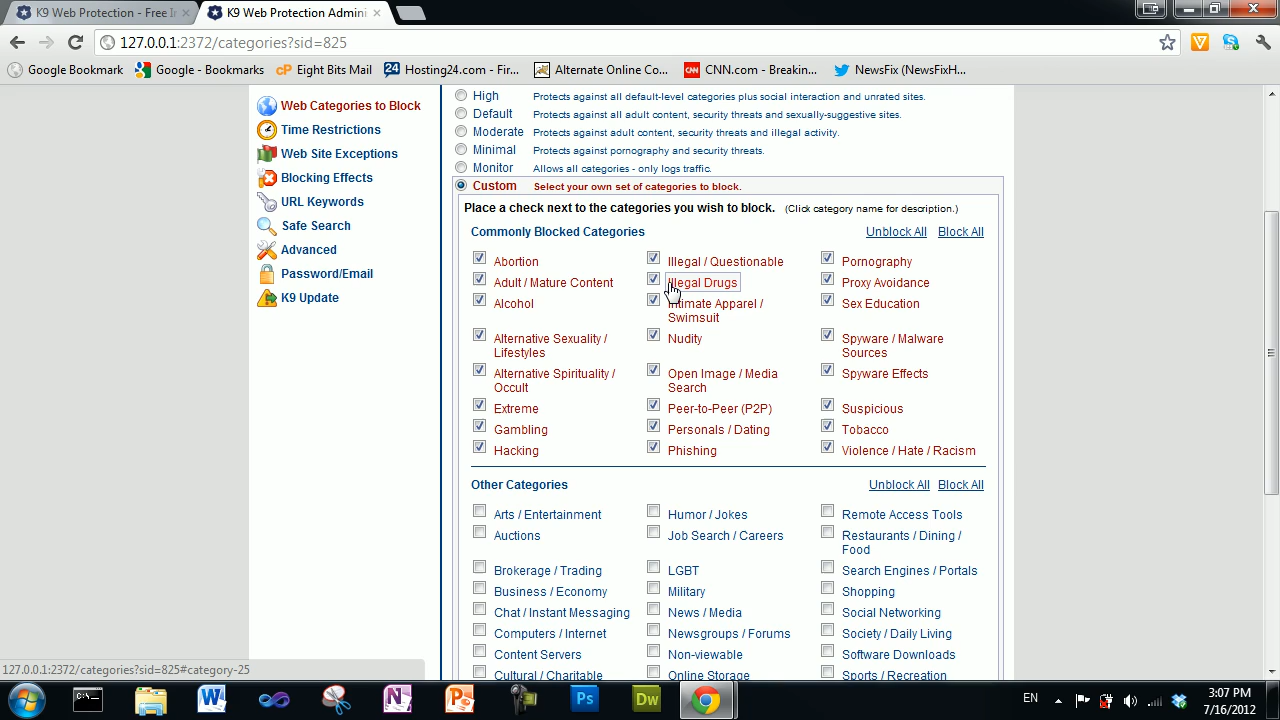 K9 Web Protection - Free In
K9 Web Protection Admini
127.0.0.1:2372/categories?sid=825
Google Bookmark
Google - Bookmarks
cP Eight Bits Mail
24 Hosting24.com - Fir...
Alternate Online Co...
CNN CNN.com - Breakin...
NewsFix (NewsFixH...
Web Categories to Block
Time Restrictions
Web Site Exceptions
Blocking Effects
URL Keywords
Safe Search
Advanced
Password/Email
K9 Update
High Protects against all default-level categories plus social interaction and unrated sites.
Default Protects against all adult content, security threats and sexually-suggestive sites.
Moderate Protects against adult content, security threats and illegal activity.
Minimal Protects against pornography and security threats.
Monitor Allows all categories - only logs traffic.
Custom Select your own set of categories to block.
Place a check next to the categories you wish to block. (Click category name for description.)
Commonly Blocked Categories Unblock All Block All
Abortion Illegal / Questionable Pornography
Adult / Mature Content Illegal Drugs Proxy Avoidance
Alcohol Intimate Apparel / Sex Education
Swimsuit
Alternative Sexuality / Nudity Spyware / Malware
Lifestyles Sources
Alternative Spirituality / Open Image / Media Spyware Effects
Occult Search
Extreme Peer-to-Peer (P2P) Suspicious
Gambling Personals / Dating Tobacco
Hacking Phishing Violence / Hate / Racism
Other Categories Unblock All Block All
Arts / Entertainment Humor / Jokes Remote Access Tools
Auctions Job Search / Careers Restaurants / Dining /
Food
Brokerage / Trading LGBT Search Engines / Portals
Business / Economy Military Shopping
Chat / Instant Messaging News / Media Social Networking
Computers / Internet Newsgroups / Forums Society / Daily Living
Content Servers Non-viewable Software Downloads
Cultural / Charitable Online Storage Sports / Recreation
127.0.0.1:2372/categories?sid=825#category-25
W
N
P
Ps
Dw
EN
3:07 PM
7/16/2012